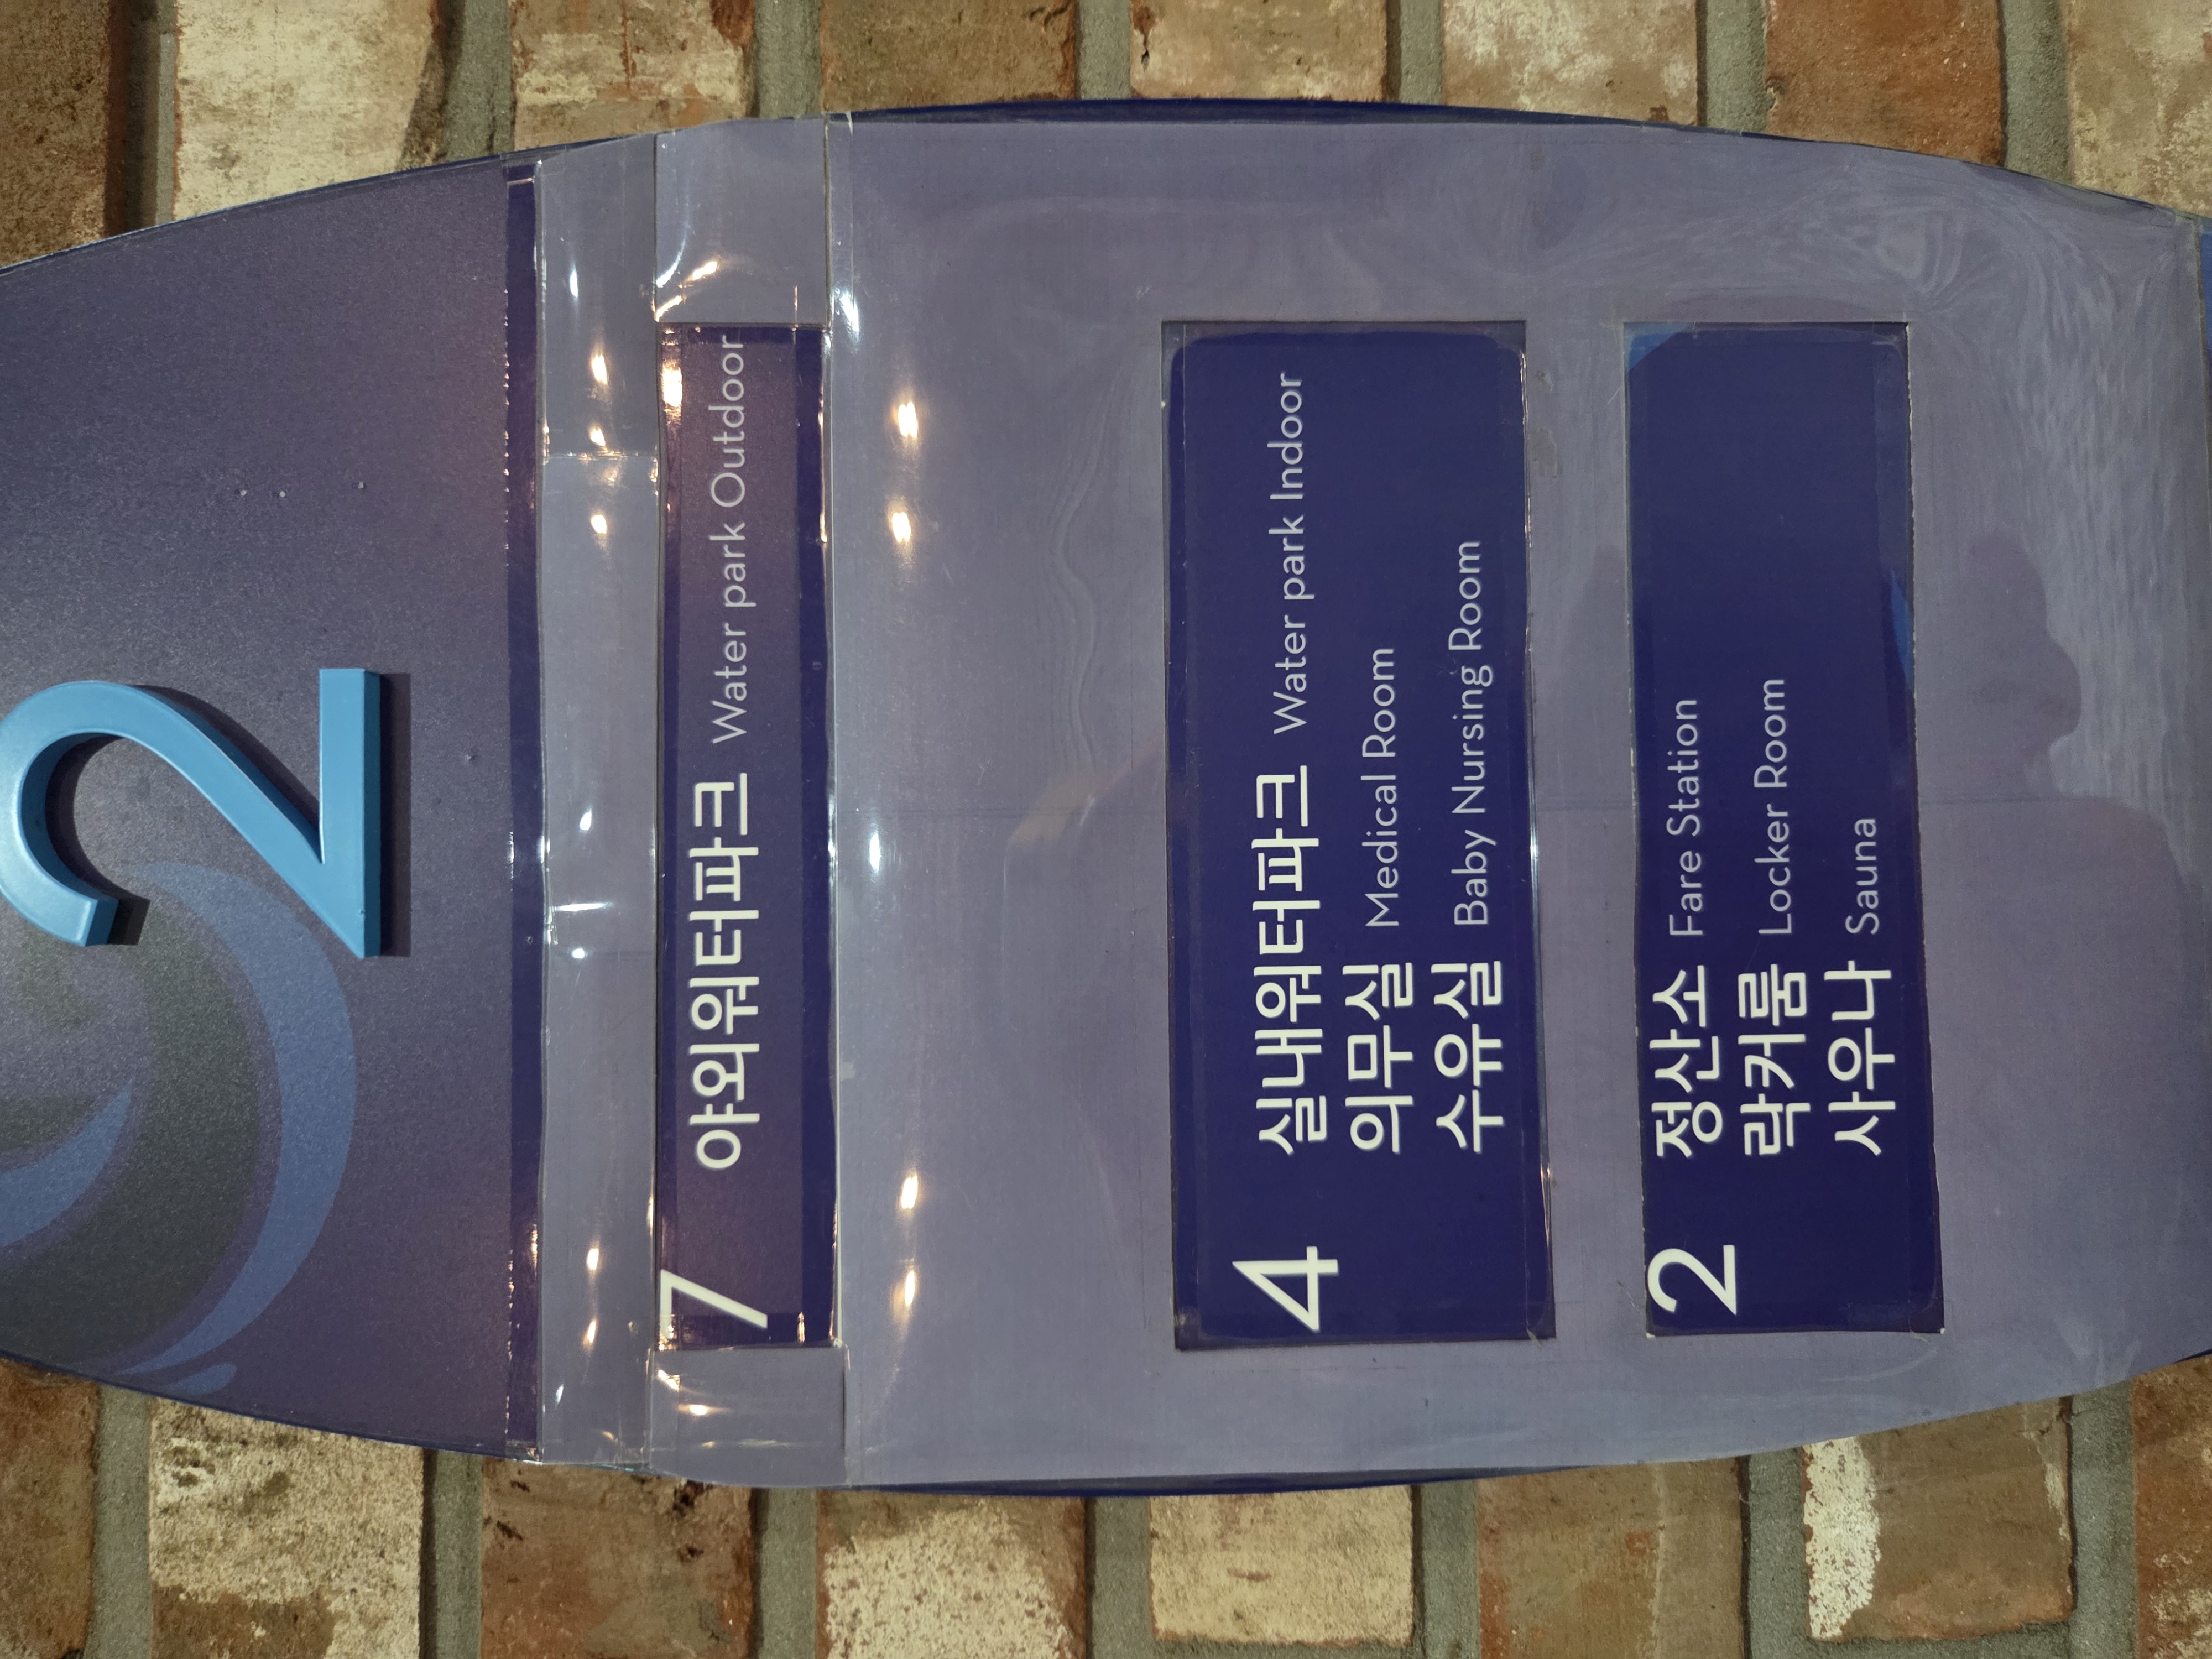 2
7 야외워터파크 Water park Outdoor
4 실내워터파크 Water park Indoor
의무실 Medical Room
수유실 Baby Nursing Room
2 정산소 Fare Station
락커룸 Locker Room
사우나 Sauna